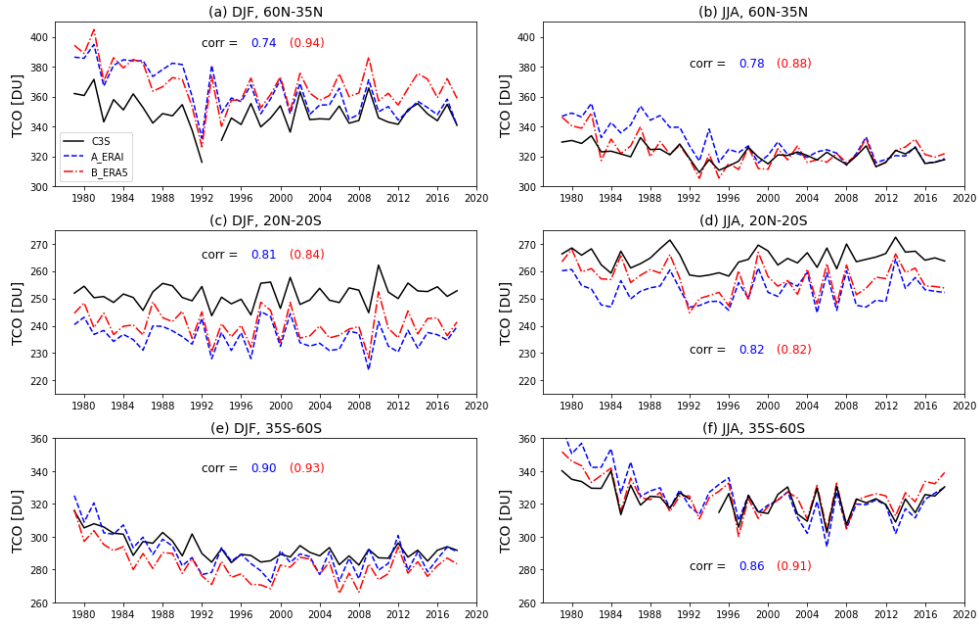 (a) DJF, 60N-35N
corr = 0.74 (0.94)
TCO [DU]
400
380
360
340
320
300
C3S
A_ERAI
B_ERA5
1980 1984 1988 1992 1996 2000 2004 2008 2012 2016 2020
(b) JJA, 60N-35N
corr = 0.78 (0.88)
TCO [DU]
400
380
360
340
320
300
1980 1984 1988 1992 1996 2000 2004 2008 2012 2016 2020
(c) DJF, 20N-20S
corr = 0.81 (0.84)
TCO [DU]
270
260
250
240
230
220
1980 1984 1988 1992 1996 2000 2004 2008 2012 2016 2020
(d) JJA, 20N-20S
corr = 0.82 (0.82)
TCO [DU]
270
260
250
240
230
220
1980 1984 1988 1992 1996 2000 2004 2008 2012 2016 2020
(e) DJF, 35S-60S
corr = 0.90 (0.93)
TCO [DU]
360
340
320
300
280
260
1980 1984 1988 1992 1996 2000 2004 2008 2012 2016 2020
(f) JJA, 35S-60S
corr = 0.86 (0.91)
TCO [DU]
360
340
320
300
280
260
1980 1984 1988 1992 1996 2000 2004 2008 2012 2016 2020